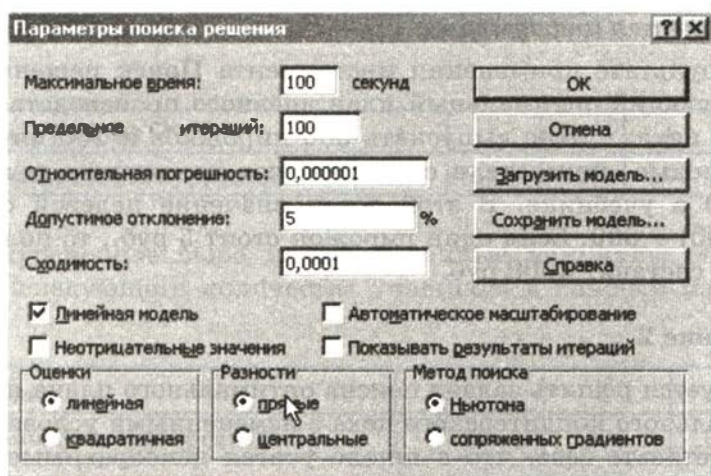 Параметры поиска решения
Максимальное время: 100 секунд OK
Предельное итераций: 100 Отмена
Относительная погрешность: 0,000001 Загрузить модель...
Допустимое отклонение: 5 % Сохранить модель...
Сходимость: 0,0001 Справка
Линейная модель Автоматическое масштабирование
Неотрицательные значения Показывать результаты итераций
Оценки Разности Метод поиска
линейная прямые Ньютона
квадратичная центральные сопряженных градиентов